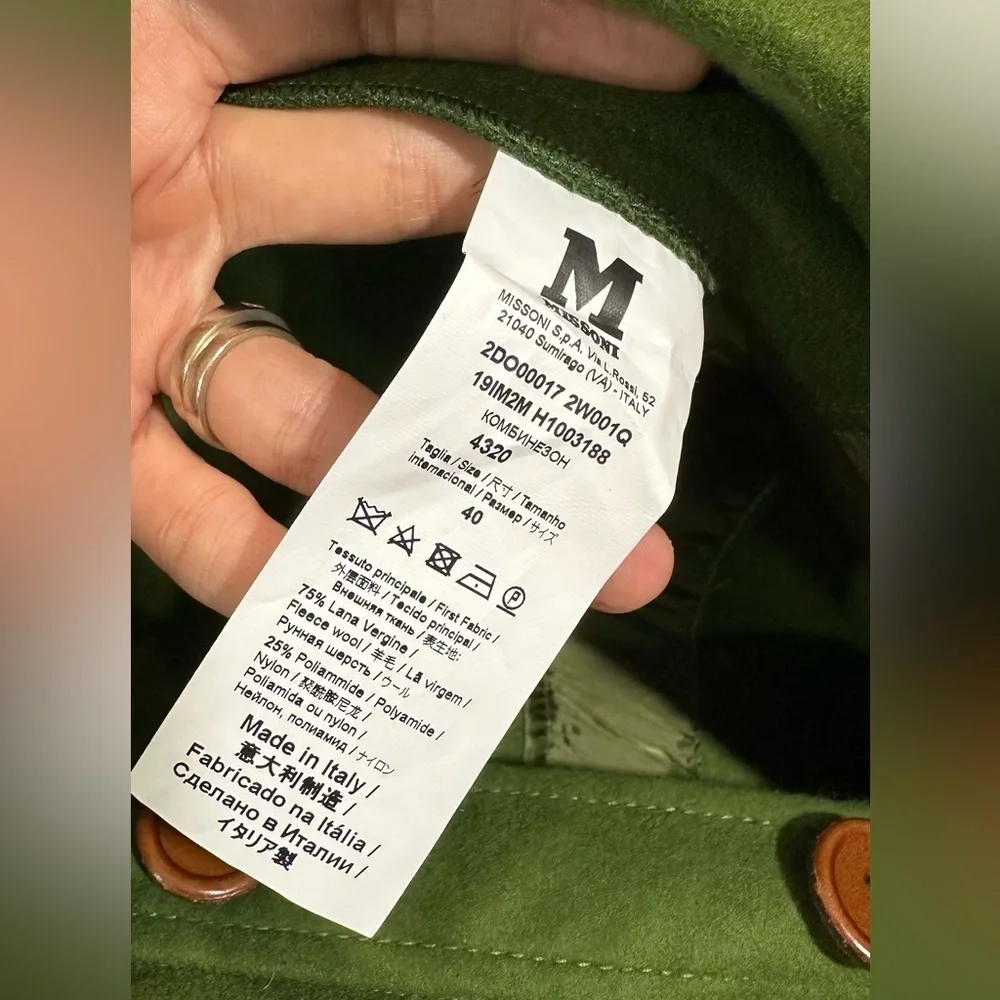 M
MISSONI
MISSONI S.p.A. Via L.Rossi, 52
21040 Sumirago (VA) - ITALY
2DO00017 2W001Q
19IM2M H1003188
КОМБИНЕЗОН
4320
Taglia / Size / 尺寸 / Tamanho
internacional / Размер / サイズ
40
P
Tessuto principale / First Fabric /
外层面料 / Tecido principal /
Внешняя ткань / 表生地:
75% Lana Vergine /
Fleece wool / 羊毛 / Lã virgem /
Рунная шерсть / ウール
25% Poliammide / Polyamide /
Nylon / 聚酰胺尼龙 /
Poliamida ou nylon /
Нейлон, полиамид / ナイロン
Made in Italy /
意大利制造 /
Fabricado na Itália /
Сделано в Италии /
イタリア製